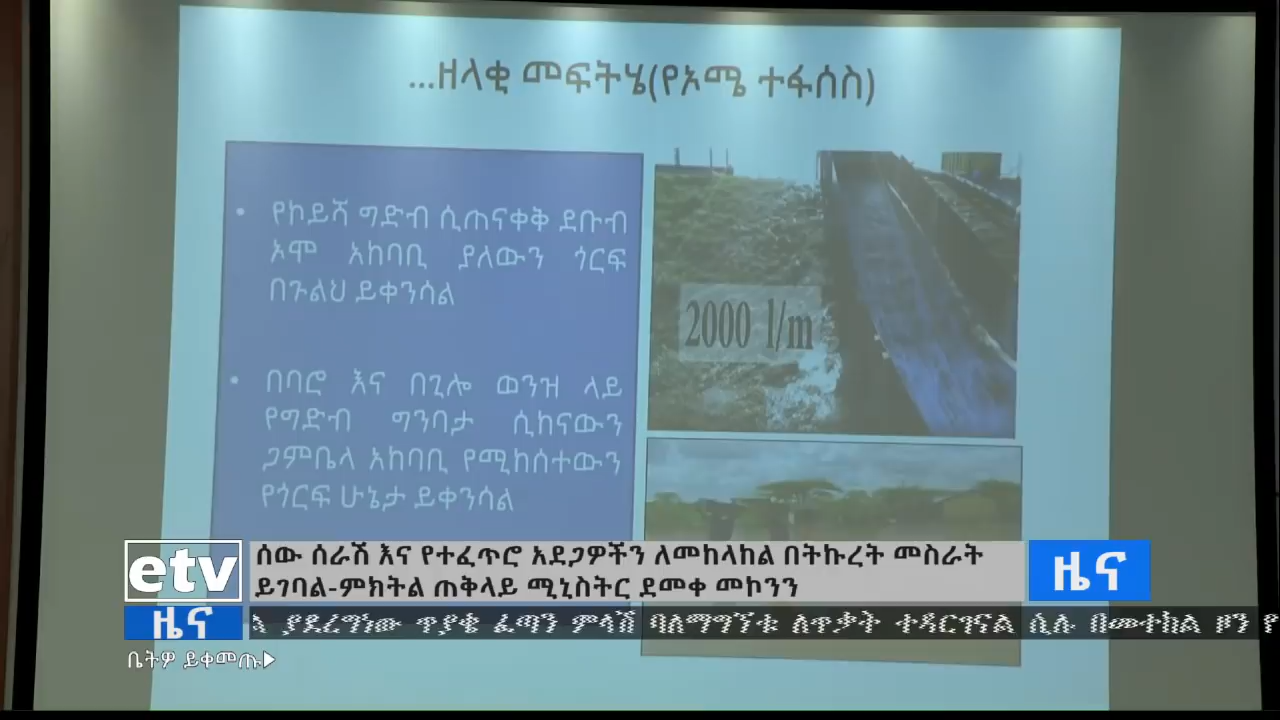 ...ዘላቂ መፍትሄ(የኦሜ ተፋሰስ)
• የኮይሻ ግድብ ሲጠናቀቅ ደቡብ
ኦሞ አከባቢ ያለውን ጎርፍ
በጉልህ ይቀንሳል
• በባሮ እና በጊሎ ወንዝ ላይ
የግድብ ግንባታ ሲከናውን
ጋምቤላ አከባቢ የሚከሰተውን
የጎርፍ ሁኔታ ይቀንሳል
2000 l/m
etv
ሰው ሰራሽ እና የተፈጥሮ አደጋዎችን ለመከላከል በትኩረት መስራት
ይገባል-ምክትል ጠቅላይ ሚኒስትር ደመቀ መኮንን
ዜና
ዜና
ያደረግነው ጥያቄ ፈጣን ምላሽ ባለማግኘቱ ለጥቃት ተዳርገናል ሲሉ በመተከል ዞን የ
ቤትዎ ይቀመጡ